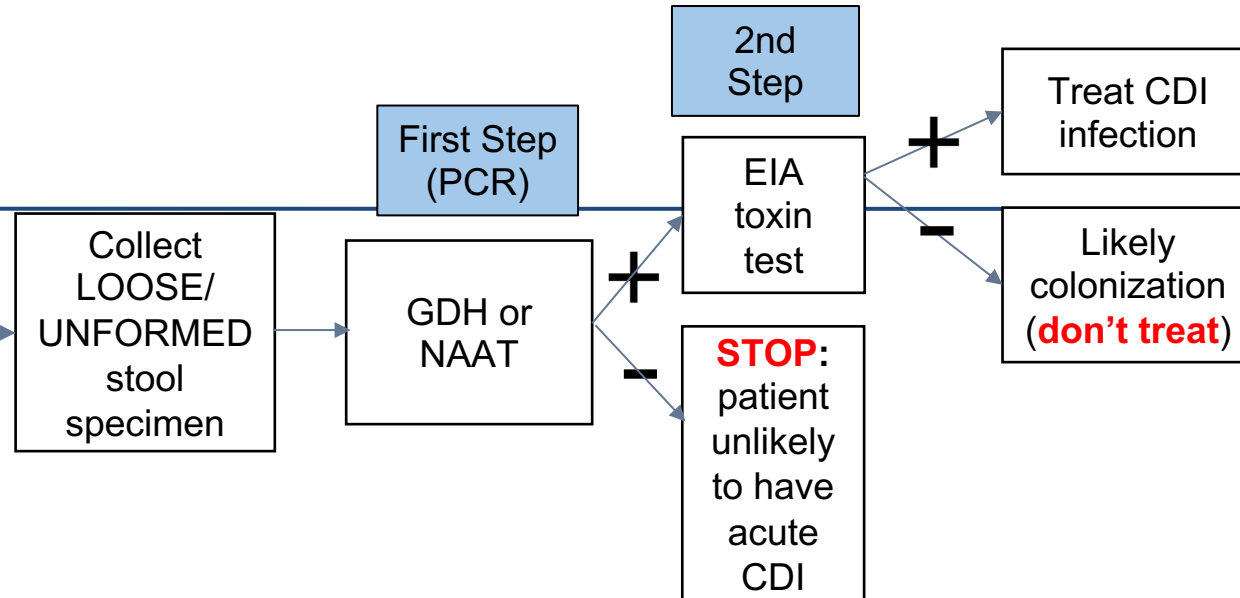 Collect
LOOSE/
UNFORMED
stool
specimen
First Step
(PCR)
GDH or
NAAT
+
-
2nd
Step
EIA
toxin
test
STOP:
patient
unlikely
to have
acute
CDI
+
-
Treat CDI
infection
Likely
colonization
(don’t treat)